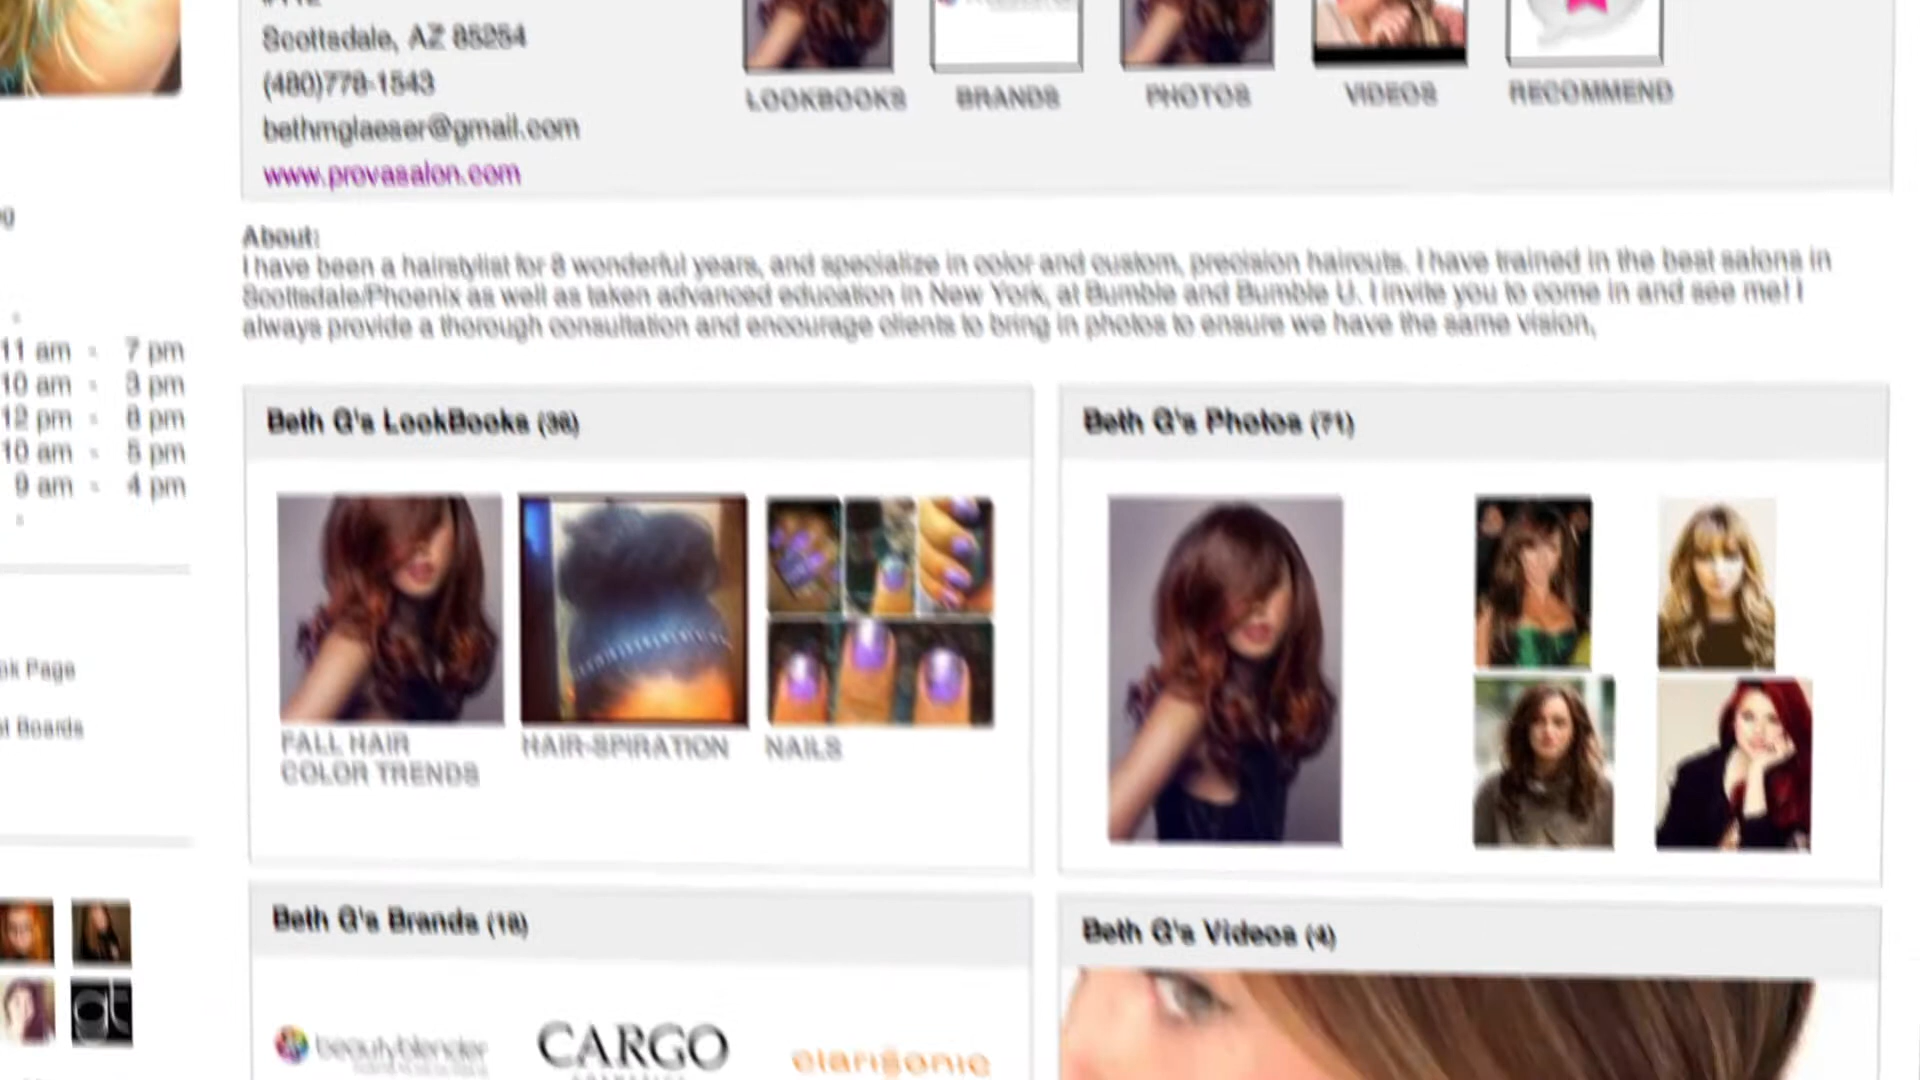 Scottsdale, AZ 85254
(480)778-1543
bethmglaeser@gmail.com
www.provasalon.com
LOOKBOOKS
BRANDS
PHOTOS
VIDEOS
RECOMMEND
About:
I have been a hairstylist for 8 wonderful years, and specialize in color and custom, precision haircuts. I have trained in the best salons in
Scottsdale/Phoenix as well as taken advanced education in New York, at Bumble and Bumble U. I invite you to come in and see me! I
always provide a thorough consultation and encourage clients to bring in photos to ensure we have the same vision,
11 am - 7 pm
10 am - 3 pm
12 pm - 8 pm
10 am - 5 pm
9 am - 4 pm
Page
Boards
Beth G's LookBooks (36)
FALL HAIR
COLOR TRENDS
HAIR-SPIRATION
NAILS
Beth G's Photos (71)
Beth G's Brands (18)
beautyblender
CARGO
clarisonic
Beth G's Videos (4)
gt